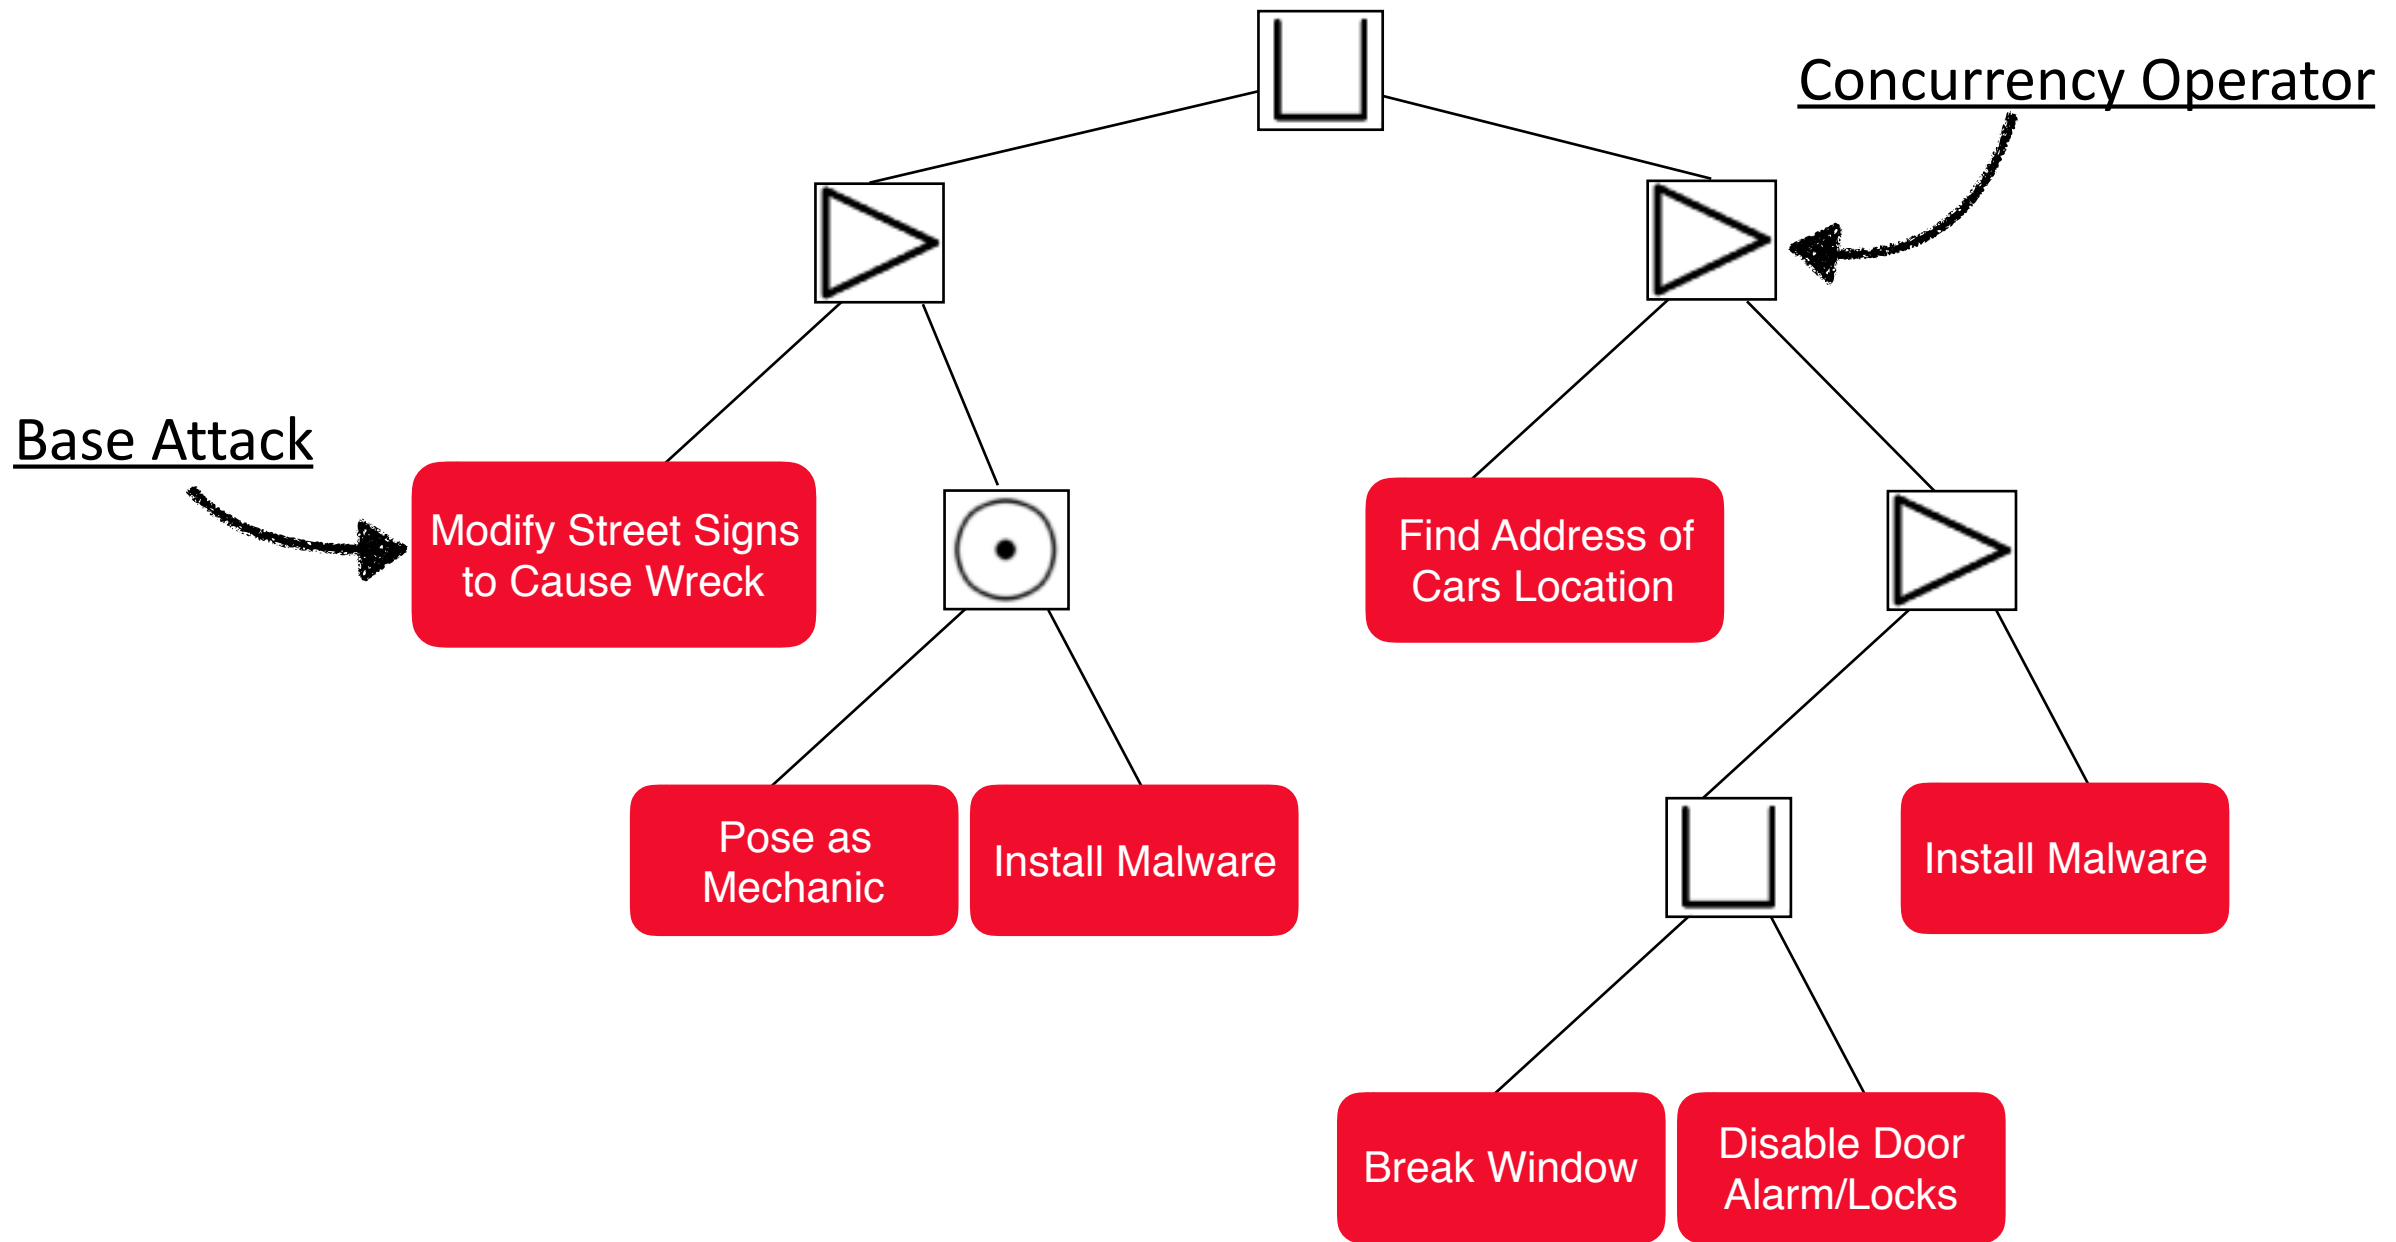 Concurrency Operator
Base Attack
Modify Street Signs
to Cause Wreck
Find Address of
Cars Location
Pose as
Mechanic
Install Malware
Install Malware
Break Window
Disable Door
Alarm/Locks